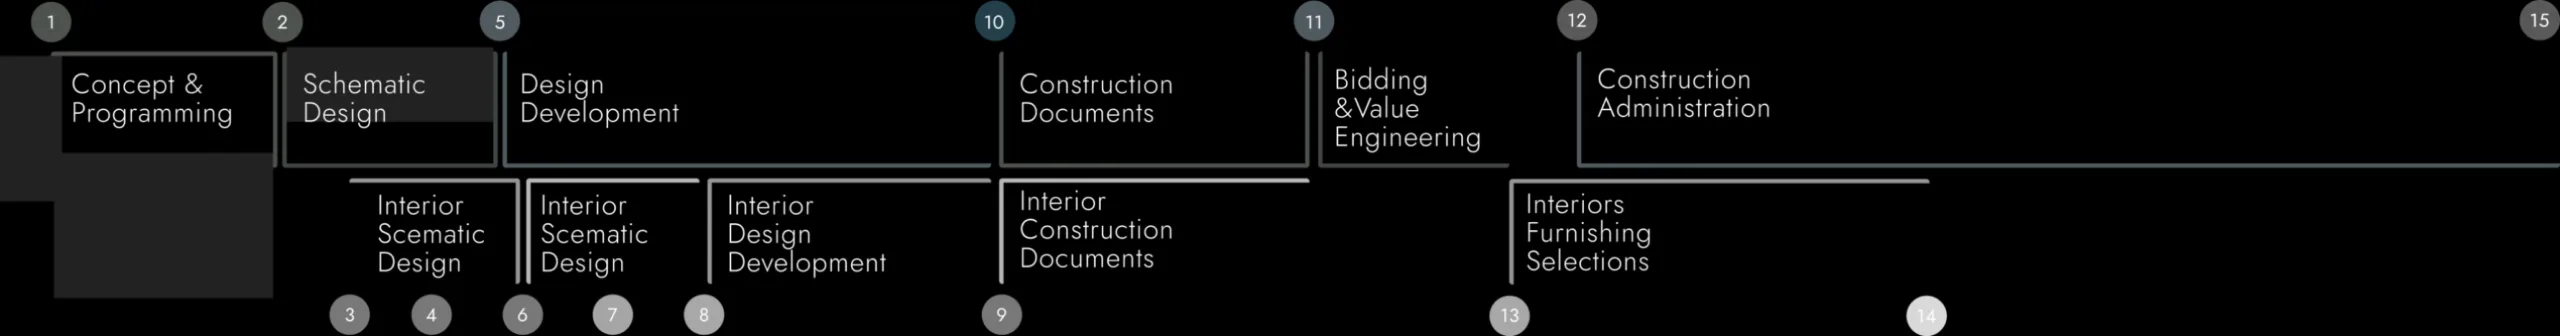 1
2
5
10
11
12
15
Concept &
Programming
Schematic
Design
Design
Development
Construction
Documents
Bidding
&Value
Engineering
Construction
Administration
Interior
Scematic
Design
Interior
Scematic
Design
Interior
Design
Development
Interior
Construction
Documents
Interiors
Furnishing
Selections
3
4
6
7
8
9
13
14